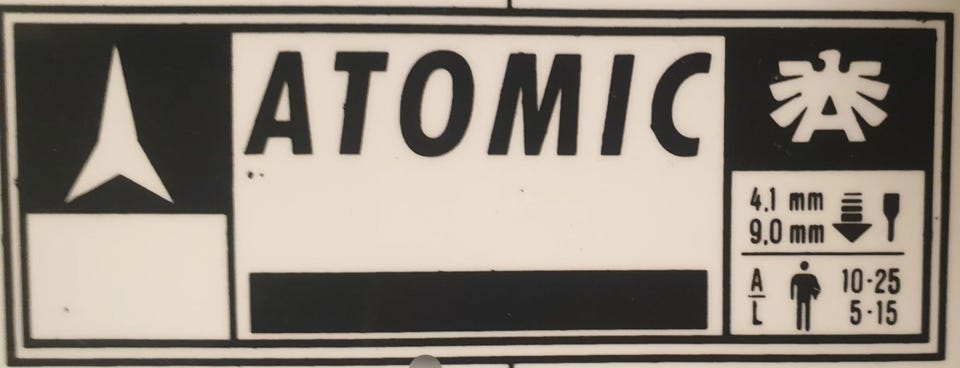 ATOMIC
A
4.1 mm
9.0 mm
A 10-25
L 5-15